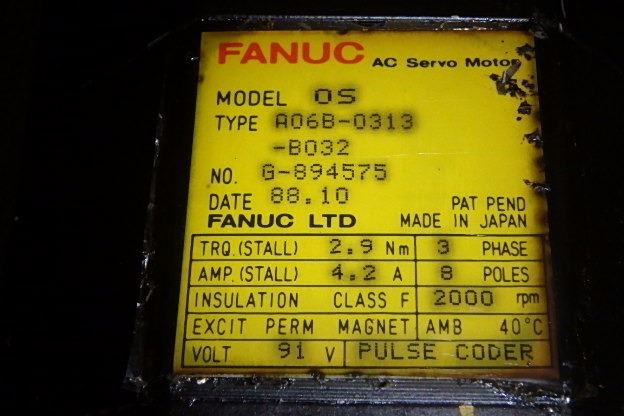 FANUC AC Servo Motor
MODEL 0S
TYPE A06B-0313
-B032
NO. G-894575
DATE 88.10 PAT PEND
FANUC LTD MADE IN JAPAN
TRQ.(STALL) 2.9 Nm 3 PHASE
AMP.(STALL) 4.2 A 8 POLES
INSULATION CLASS F 2000 rpm
EXCIT PERM MAGNET AMB 40°C
VOLT 91 V PULSE CODER